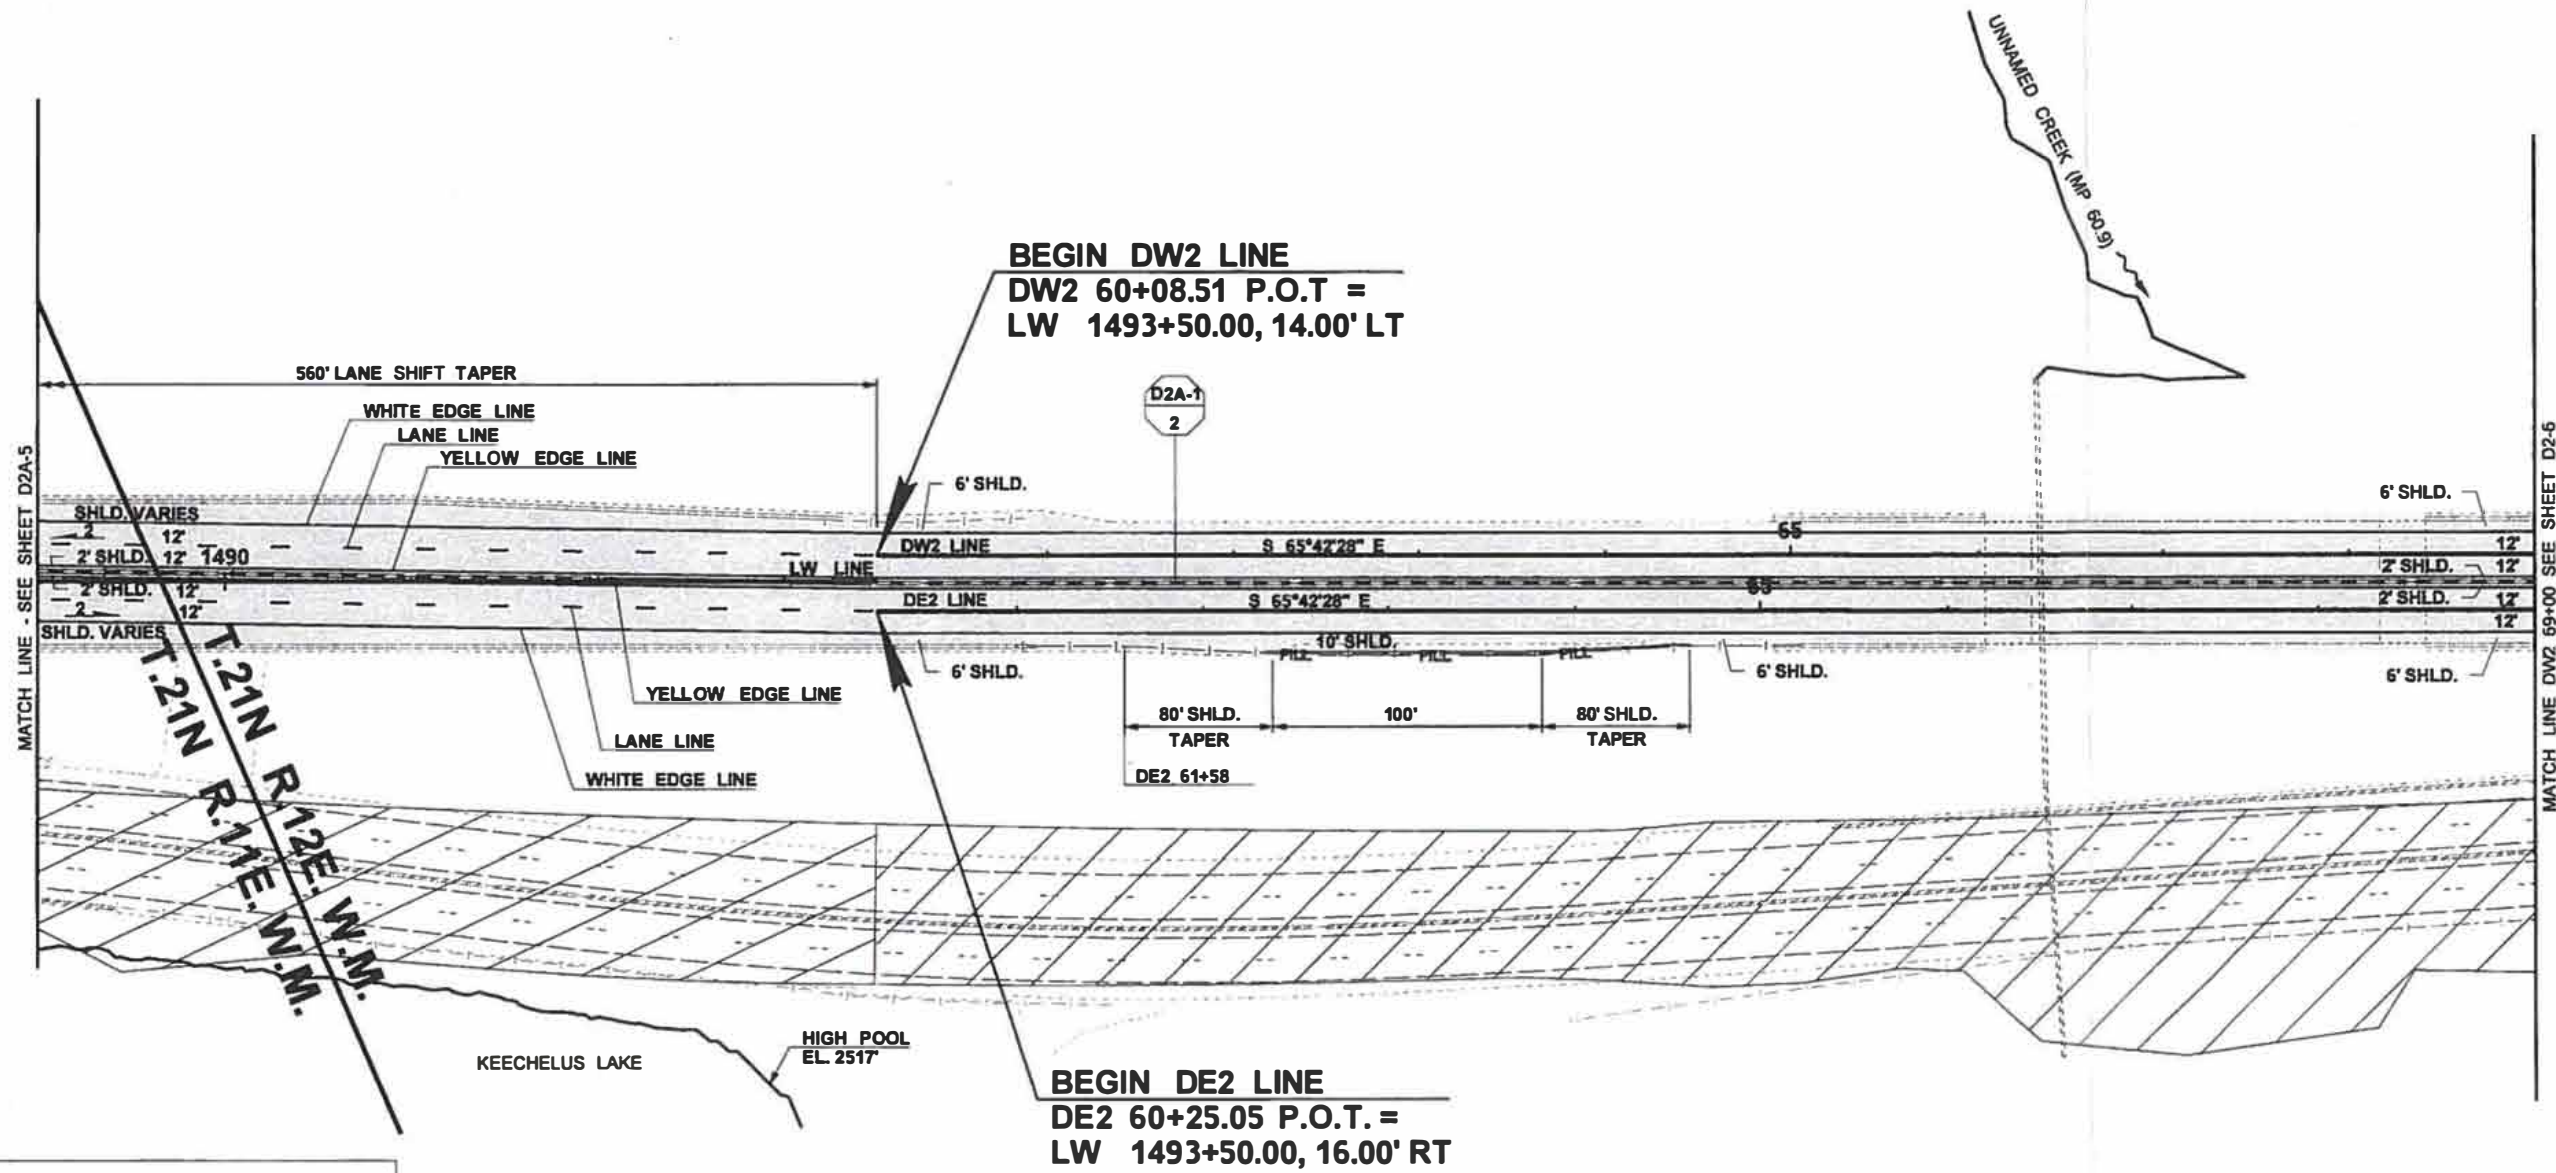 UNNAMED CREEK (MP 60.9)
BEGIN DW2 LINE
DW2 60+08.51 P.O.T =
LW 1493+50.00, 14.00' LT
560' LANE SHIFT TAPER
WHITE EDGE LINE
LANE LINE
YELLOW EDGE LINE
D2A-1
2
MATCH LINE - SEE SHEET D2A-5
MATCH LINE DW2 69+00 SEE SHEET D2-6
6' SHLD.
6' SHLD.
SHLD. VARIES
2
12'
2' SHLD. 12' 1490
2' SHLD. 12'
2
12'
SHLD. VARIES
DW2 LINE
S 65°42'28" E
65
LW LINE
DE2 LINE
S 65°42'28" E
65
12'
2' SHLD. 12'
2' SHLD. 12'
12'
10' SHLD.
FILL
FILL
FILL
6' SHLD.
6' SHLD.
6' SHLD.
T.21N R.12E. W.M.
T.21N R.11E. W.M.
YELLOW EDGE LINE
LANE LINE
WHITE EDGE LINE
80' SHLD.
TAPER
100'
80' SHLD.
TAPER
DE2 61+58
KEECHELUS LAKE
HIGH POOL
EL. 2517'
BEGIN DE2 LINE
DE2 60+25.05 P.O.T. =
LW 1493+50.00, 16.00' RT